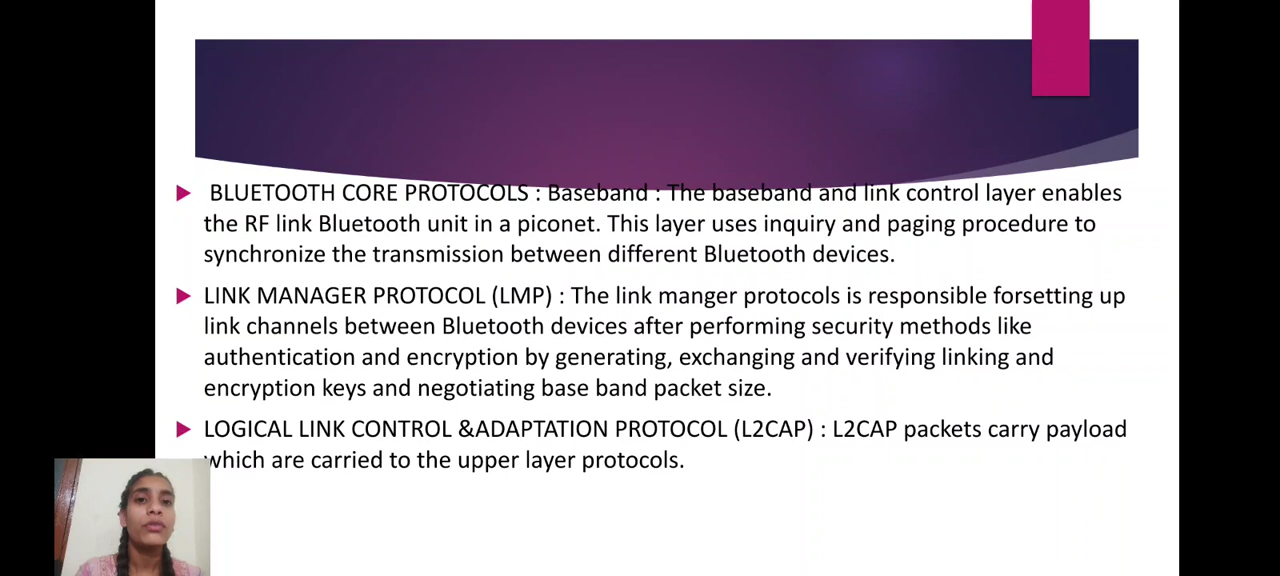 BLUETOOTH CORE PROTOCOLS : Baseband : The baseband and link control layer enables
the RF link Bluetooth unit in a piconet. This layer uses inquiry and paging procedure to
synchronize the transmission between different Bluetooth devices.
LINK MANAGER PROTOCOL (LMP) : The link manger protocols is responsible forsetting up
link channels between Bluetooth devices after performing security methods like
authentication and encryption by generating, exchanging and verifying linking and
encryption keys and negotiating base band packet size.
LOGICAL LINK CONTROL &ADAPTATION PROTOCOL (L2CAP) : L2CAP packets carry payload
which are carried to the upper layer protocols.